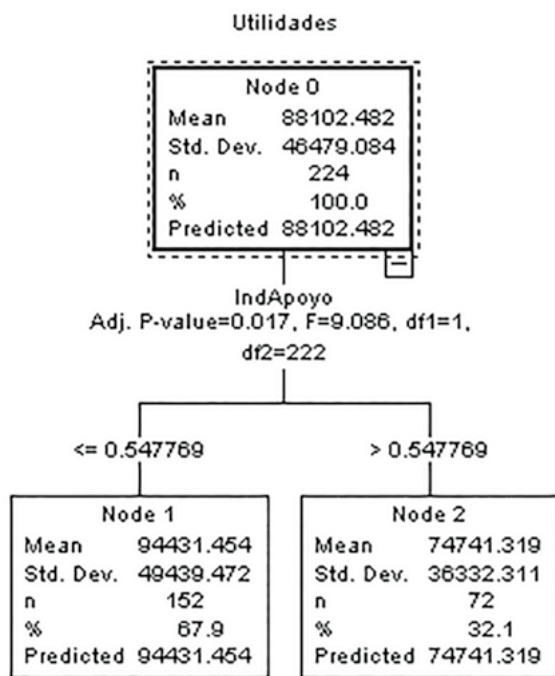 Utilidades
Node 0
Mean 88102.482
Std. Dev. 46479.084
n 224
% 100.0
Predicted 88102.482
IndApoyo
Adj. P-value=0.017, F=9.086, df1=1,
df2=222
<= 0.547769
> 0.547769
Node 1
Mean 94431.454
Std. Dev. 49439.472
n 152
% 67.9
Predicted 94431.454
Node 2
Mean 74741.319
Std. Dev. 36332.311
n 72
% 32.1
Predicted 74741.319